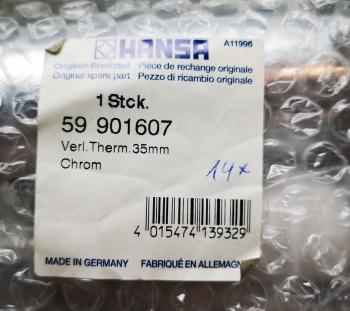 HANSA A11996
Original-Ersatzteil Pièce de rechange originale
Original spare part Pezzo di ricambio originale
1 Stck.
59 901607
Verl.Therm.35mm
Chrom
14x
4 015474 139329
MADE IN GERMANY FABRIQUÉ EN ALLEMAGN